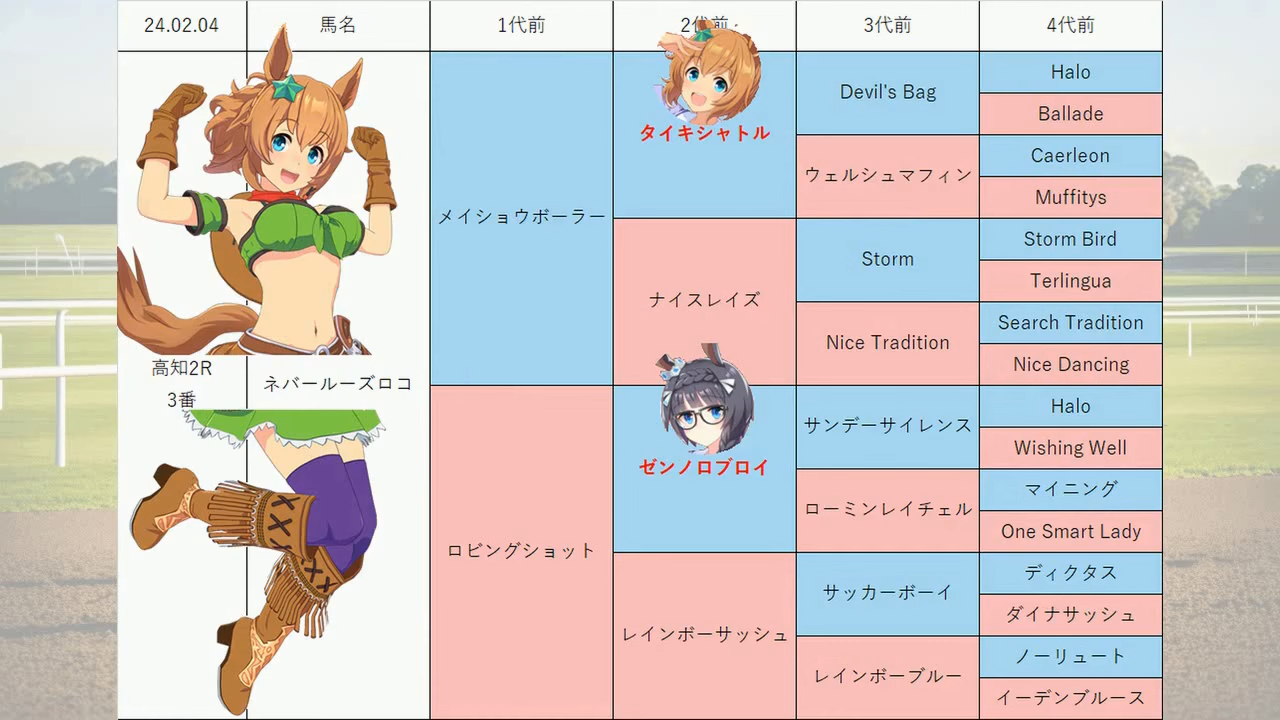 24.02.04
馬名
1代前
2代前
3代前
4代前
高知2R
3番
ネバールーズロコ
メイショウボーラー
ロビングショット
タイキシャトル
ナイスレイズ
ゼンノロブロイ
レインボーサッシュ
Devil's Bag
ウェルシュマフィン
Storm
Nice Tradition
サンデーサイレンス
ローミンレイチェル
サッカーボーイ
レインボーブルー
Halo
Ballade
Caerleon
Muffitys
Storm Bird
Terlingua
Search Tradition
Nice Dancing
Halo
Wishing Well
マイニング
One Smart Lady
ディクタス
ダイナサッシュ
ノーリュート
イーデンブルース